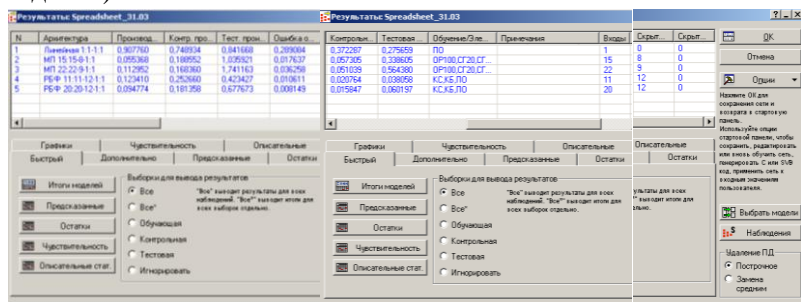 Результаты: Spreadsheet_31.03
N Архитектура Производ... Контр. про... Тест. прои... Ошибка о...
1 Линейная 1:1-1:1 0,907760 0,748934 0,841668 0,289084
2 МП 15:15-8-1:1 0,055368 0,188552 1,035921 0,017637
3 МП 22:22-9-1:1 0,112952 0,168360 1,741163 0,036258
4 РБФ 11:11-12-1:1 0,123410 0,252660 0,423427 0,010611
5 РБФ 20:20-12-1:1 0,094774 0,181358 0,677673 0,008149
Графики Чувствительность Описательные
Быстрый Дополнительно Предсказанные Остатки
Выборки для вывода результатов
Итоги моделей
Предсказанные
Остатки
Чувствительность
Описательные стат.
Все
Все*
Обучающая
Контрольная
Тестовая
Игнорировать
"Все" выводит результаты для всех
наблюдений. "Все*" выводит итоги для
всех выборок отдельно.
Результаты: Spreadsheet_31.03
Контрольн... Тестовая ... Обучение/Эле... Примечания Входы
0,372287 0,275659 ПО 1
0,057305 0,338605 ОР100,СГ20,СГ... 15
0,051039 0,564380 ОР100,СГ20,СГ... 22
0,020764 0,038058 КС,КБ,ПО 11
0,015847 0,060197 КС,КБ,ПО 20
Графики Чувствительность Описательные
Быстрый Дополнительно Предсказанные Остатки
Выборки для вывода результатов
Итоги моделей
Предсказанные
Остатки
Чувствительность
Описательные стат.
Все
Все*
Обучающая
Контрольная
Тестовая
Игнорировать
"Все" выводит результаты для всех
наблюдений. "Все*" выводит итоги для
всех выборок отдельно.
Скрыт... Скрыт...
0 0
8 0
9 0
12 0
12 0
Описательные
Остатки
ультаты для всех
" выводит итоги для
ельно.
OK
Отмена
Опции
Нажмите ОК для
сохранения сети и
возврата в стартовую
панель.
Используйте опции
стартовой панели, чтобы
сохранить, редактировать
или вновь обучить сеть,
генерировать C или SVB
код, применить сеть к
входным значениям
пользователя.
Выбрать модели
Наблюдения
Удаление ПД
Построчное
Замена
средним